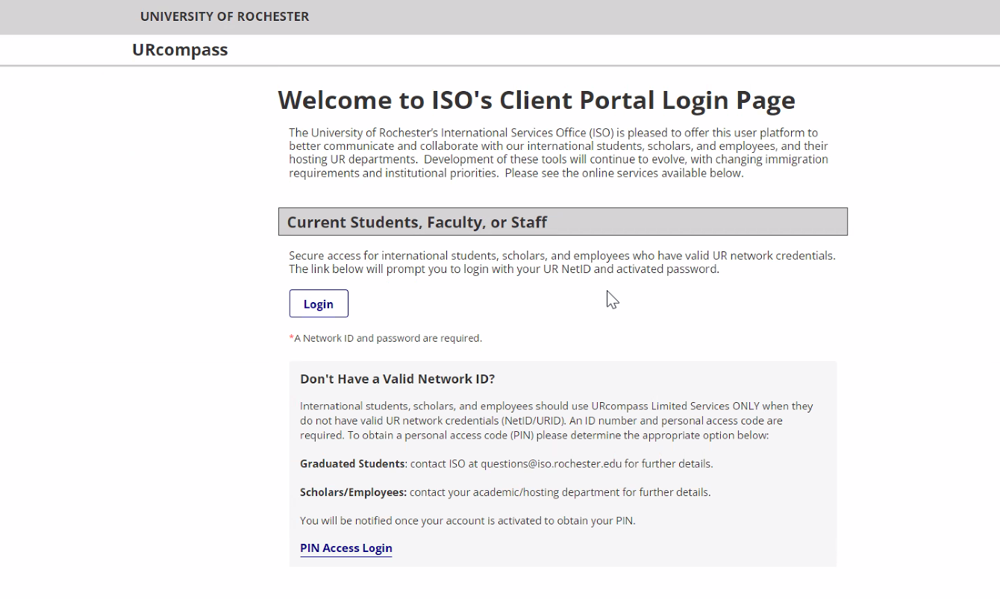 UNIVERSITY OF ROCHESTER
URcompass
Welcome to ISO's Client Portal Login Page
The University of Rochester’s International Services Office (ISO) is pleased to offer this user platform to
better communicate and collaborate with our international students, scholars, and employees, and their
hosting UR departments.  Development of these tools will continue to evolve, with changing immigration
requirements and institutional priorities.  Please see the online services available below.
Current Students, Faculty, or Staff
Secure access for international students, scholars, and employees who have valid UR network credentials.
The link below will prompt you to login with your UR NetID and activated password.
Login
*A Network ID and password are required.
Don't Have a Valid Network ID?
International students, scholars, and employees should use URcompass Limited Services ONLY when they
do not have valid UR network credentials (NetID/URID). An ID number and personal access code are
required. To obtain a personal access code (PIN) please determine the appropriate option below:
Graduated Students: contact ISO at questions@iso.rochester.edu for further details.
Scholars/Employees: contact your academic/hosting department for further details.
You will be notified once your account is activated to obtain your PIN.
PIN Access Login